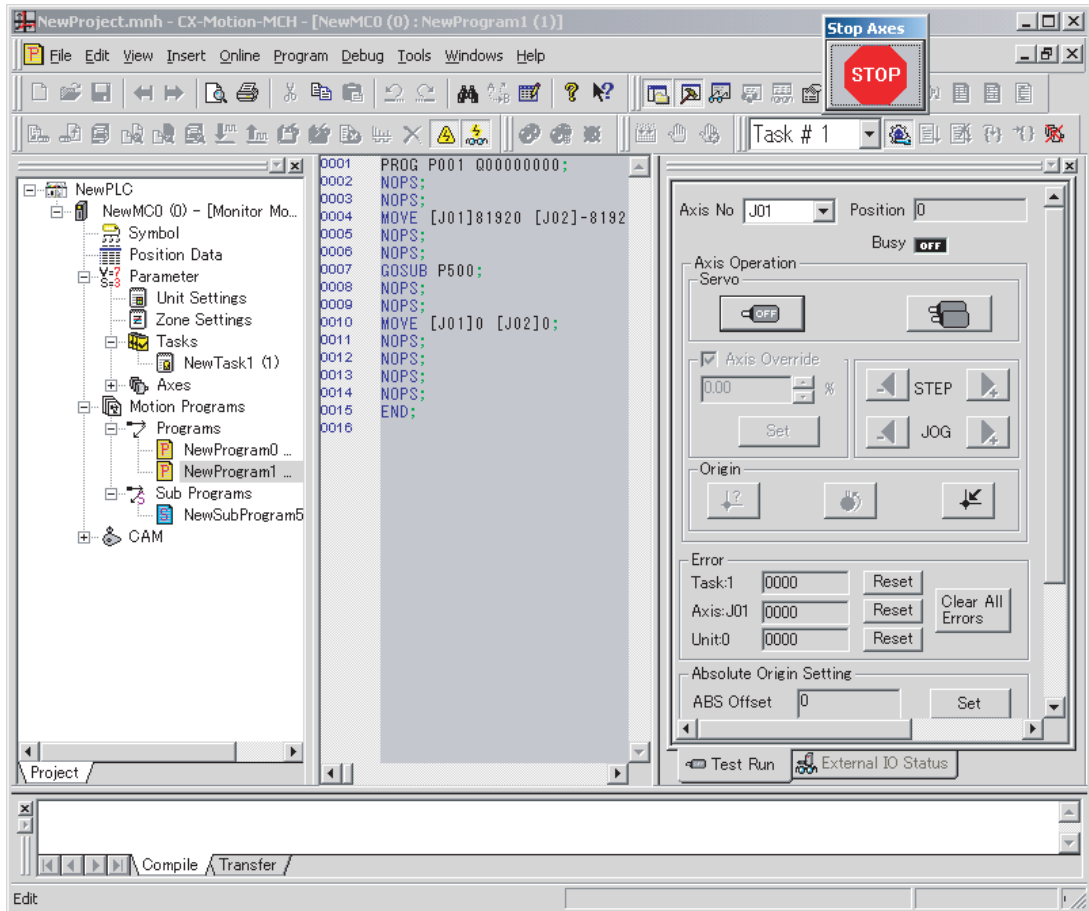 NewProject.mnh - CX-Motion-MCH - [NewMC0 (0) : NewProgram1 (1)]
Stop Axes
File Edit View Insert Online Program Debug Tools Windows Help
STOP
Task # 1
NewPLC
NewMC0 (0) - [Monitor Mo...
Symbol
Position Data
Parameter
Unit Settings
Zone Settings
Tasks
NewTask1 (1)
Axes
Motion Programs
Programs
NewProgram0 ...
NewProgram1 ...
Sub Programs
NewSubProgram5
CAM
Project
0001 PROG P001 Q00000000;
0002 NOPS;
0003 NOPS;
0004 MOVE [J01]81920 [J02]-8192
0005 NOPS;
0006 NOPS;
0007 GOSUB P500;
0008 NOPS;
0009 NOPS;
0010 MOVE [J01]0 [J02]0;
0011 NOPS;
0012 NOPS;
0013 NOPS;
0014 NOPS;
0015 END;
0016
Axis No J01 Position 0
Busy OFF
Axis Operation
Servo
OFF
Axis Override
0.00 %
Set
STEP
JOG
Origin
Error
Task:1 0000 Reset
Axis:J01 0000 Reset
Unit:0 0000 Reset
Clear All
Errors
Absolute Origin Setting
ABS Offset 0 Set
Test Run External IO Status
Compile Transfer
Edit